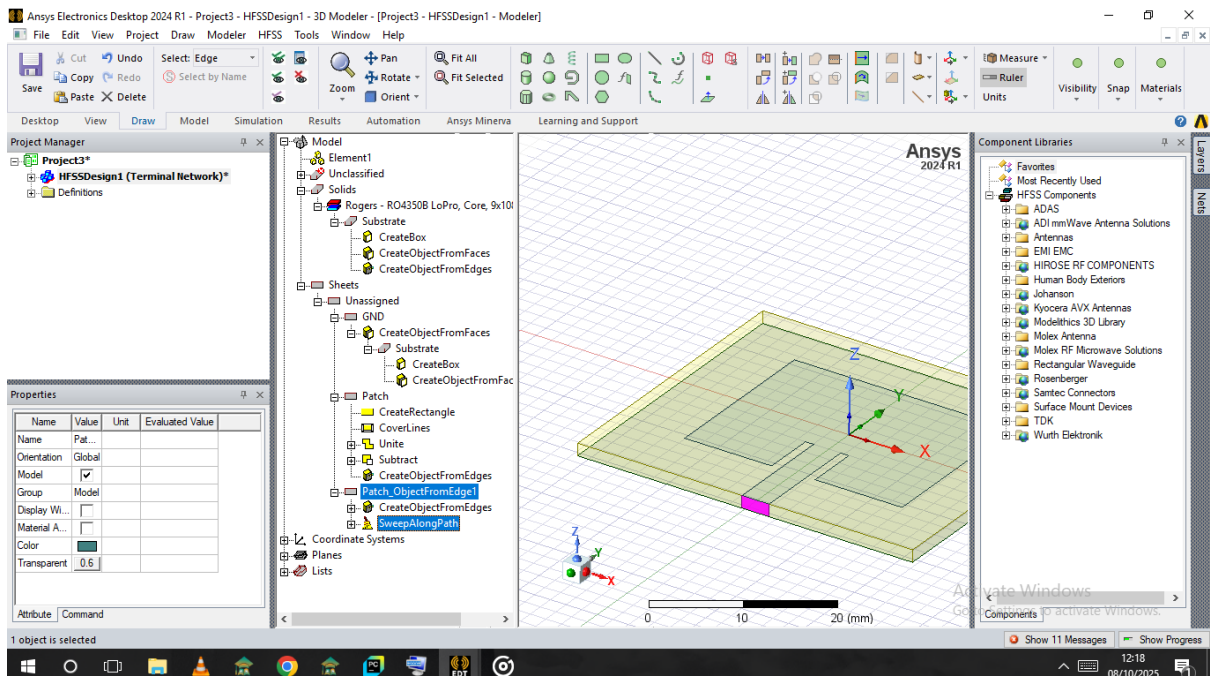 Ansys Electronics Desktop 2024 R1 - Project3 - HFSSDesign1 - 3D Modeler - [Project3 - HFSSDesign1 - Modeler]
File Edit View Project Draw Modeler HFSS Tools Window Help
Save
Cut
Copy
Paste
Undo
Redo
Delete
Select: Edge
Select by Name
Zoom
Pan
Rotate
Orient
Fit All
Fit Selected
Measure
Ruler
Units
Visibility
Snap
Materials
Desktop View Draw Model Simulation Results Automation Ansys Minerva Learning and Support
Project Manager
Project3*
HFSSDesign1 (Terminal Network)*
Definitions
Properties
Name Value Unit Evaluated Value
Name Pat...
Orientation Global
Model
Group Model
Display Wi...
Material A...
Color
Transparent 0.6
Attribute Command
Model
Element1
Unclassified
Solids
Rogers - RO4350B LoPro, Core, 9x10
Substrate
CreateBox
CreateObjectFromFaces
CreateObjectFromEdges
Sheets
Unassigned
GND
CreateObjectFromFaces
Substrate
CreateBox
CreateObjectFromFac
Patch
CreateRectangle
CoverLines
Unite
Subtract
CreateObjectFromEdges
Patch_ObjectFromEdge1
CreateObjectFromEdges
SweepAlongPath
Coordinate Systems
Planes
Lists
Ansys
2024 R1
Z
Y
X
Z
Y
X
0 10 20 (mm)
Component Libraries
Favorites
Most Recently Used
HFSS Components
ADAS
ADI mmWave Antenna Solutions
Antennas
EMI EMC
HIROSE RF COMPONENTS
Human Body Exteriors
Johanson
Kyocera AVX Antennas
Modelithics 3D Library
Molex Antenna
Molex RF Microwave Solutions
Rectangular Waveguide
Rosenberger
Samtec Connectors
Surface Mount Devices
TDK
Wurth Elektronik
Components
Layers
Nets
Activate Windows
Go to Settings to activate Windows.
1 object is selected
Show 11 Messages
Show Progress
PC
EDT
12:18
08/10/2025